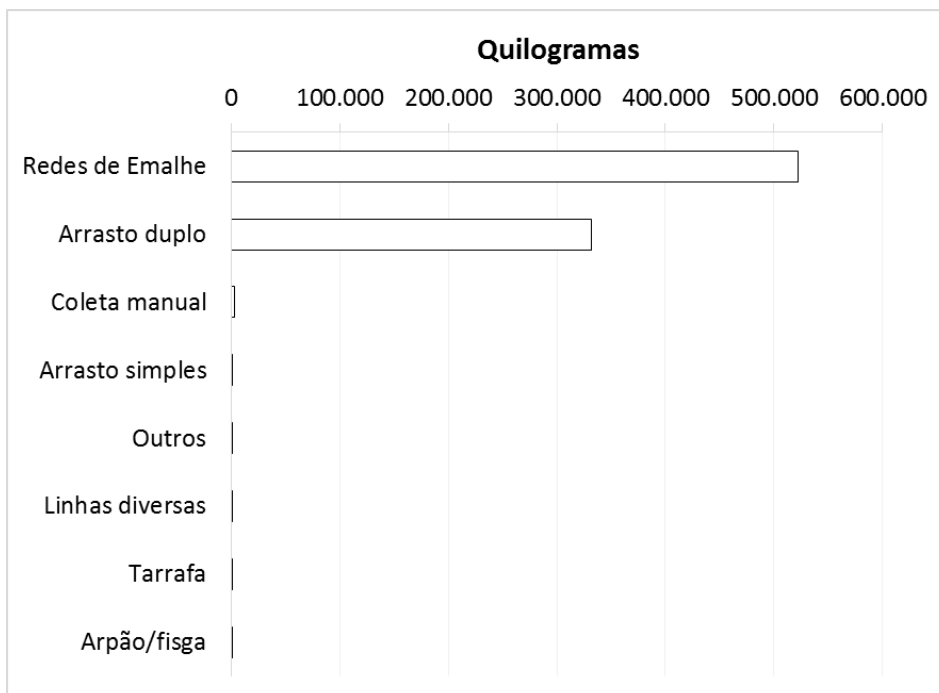 Quilogramas
0 100.000 200.000 300.000 400.000 500.000 600.000
Redes de Emalhe
Arrasto duplo
Coleta manual
Arrasto simples
Outros
Linhas diversas
Tarrafa
Arpão/fisga